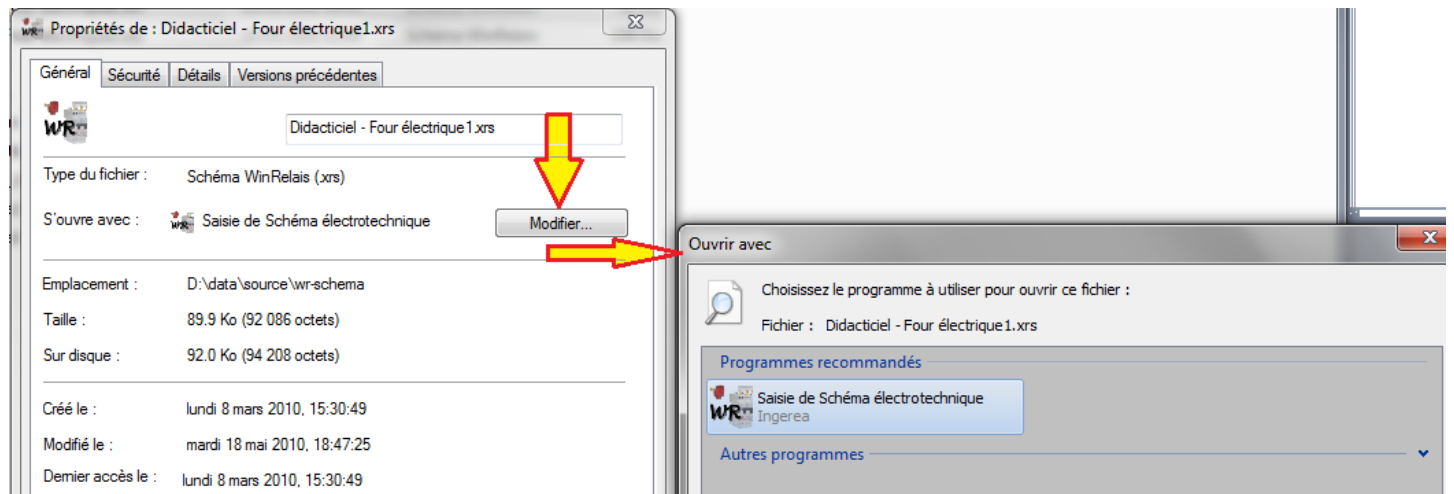 Propriétés de : Didacticiel - Four électrique1.xrs
Général Sécurité Détails Versions précédentes
WR
Didacticiel - Four électrique1.xrs
Type du fichier : Schéma WinRelais (.xrs)
S'ouvre avec : Saisie de Schéma électrotechnique Modifier...
Emplacement : D:\data\source\wr-schema
Taille : 89.9 Ko (92 086 octets)
Sur disque : 92.0 Ko (94 208 octets)
Créé le : lundi 8 mars 2010, 15:30:49
Modifié le : mardi 18 mai 2010, 18:47:25
Dernier accès le : lundi 8 mars 2010, 15:30:49
Ouvrir avec
Choisissez le programme à utiliser pour ouvrir ce fichier :
Fichier : Didacticiel - Four électrique1.xrs
Programmes recommandés
WR Saisie de Schéma électrotechnique
Ingerea
Autres programmes